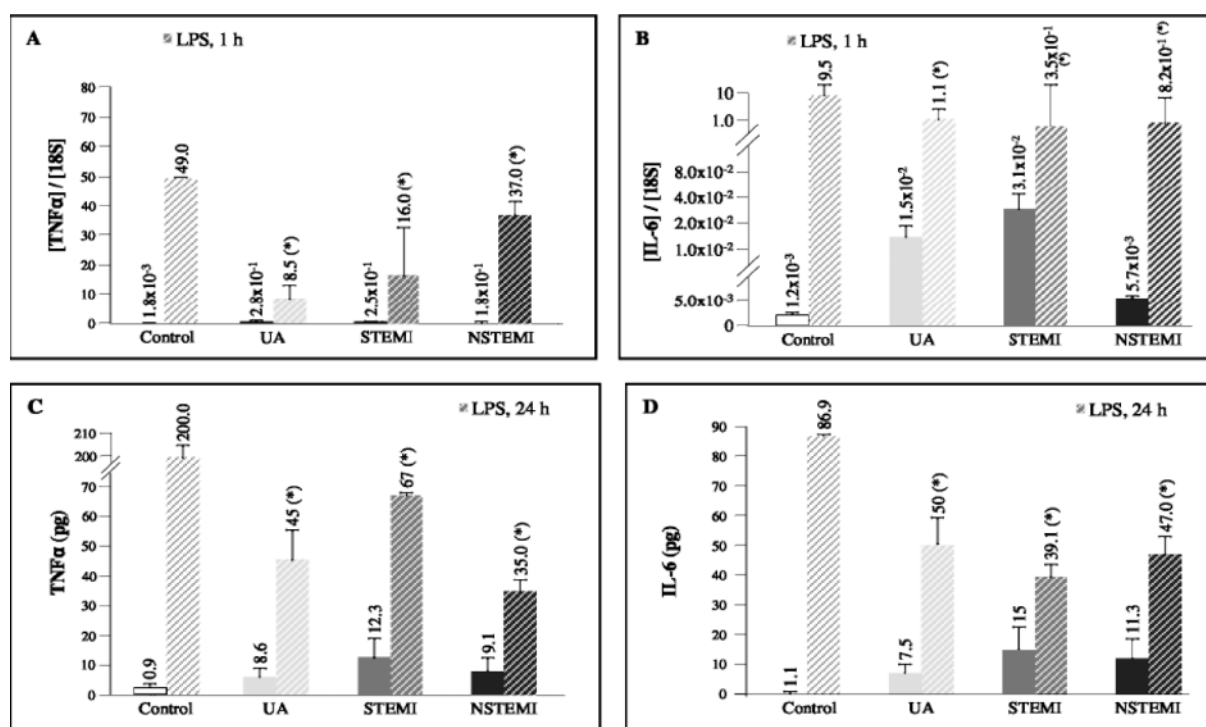 A
LPS, 1 h
[TNFα] / [18S]
80
70
60
50
40
30
20
10
0
1.8x10⁻³
49.0
2.8x10⁻¹
8.5 (*)
2.5x10⁻¹
16.0 (*)
1.8x10⁻¹
37.0 (*)
Control UA STEMI NSTEMI
B
LPS, 1 h
[IL-6] / [18S]
10
1.0
8.0x10⁻²
4.0x10⁻²
2.0x10⁻²
1.0x10⁻²
5.0x10⁻³
0
1.2x10⁻³
9.5
1.5x10⁻²
1.1 (*)
3.1x10⁻²
3.5x10⁻¹
(*)
5.7x10⁻³
8.2x10⁻¹ (*)
Control UA STEMI NSTEMI
C
LPS, 24 h
TNFα (pg)
210
200
70
60
50
40
30
20
10
0
0.9
200.0
8.6
45 (*)
12.3
67 (*)
9.1
35.0 (*)
Control UA STEMI NSTEMI
D
LPS, 24 h
IL-6 (pg)
90
80
70
60
50
40
30
20
10
0
1.1
86.9
7.5
50 (*)
15
39.1 (*)
11.3
47.0 (*)
Control UA STEMI NSTEMI